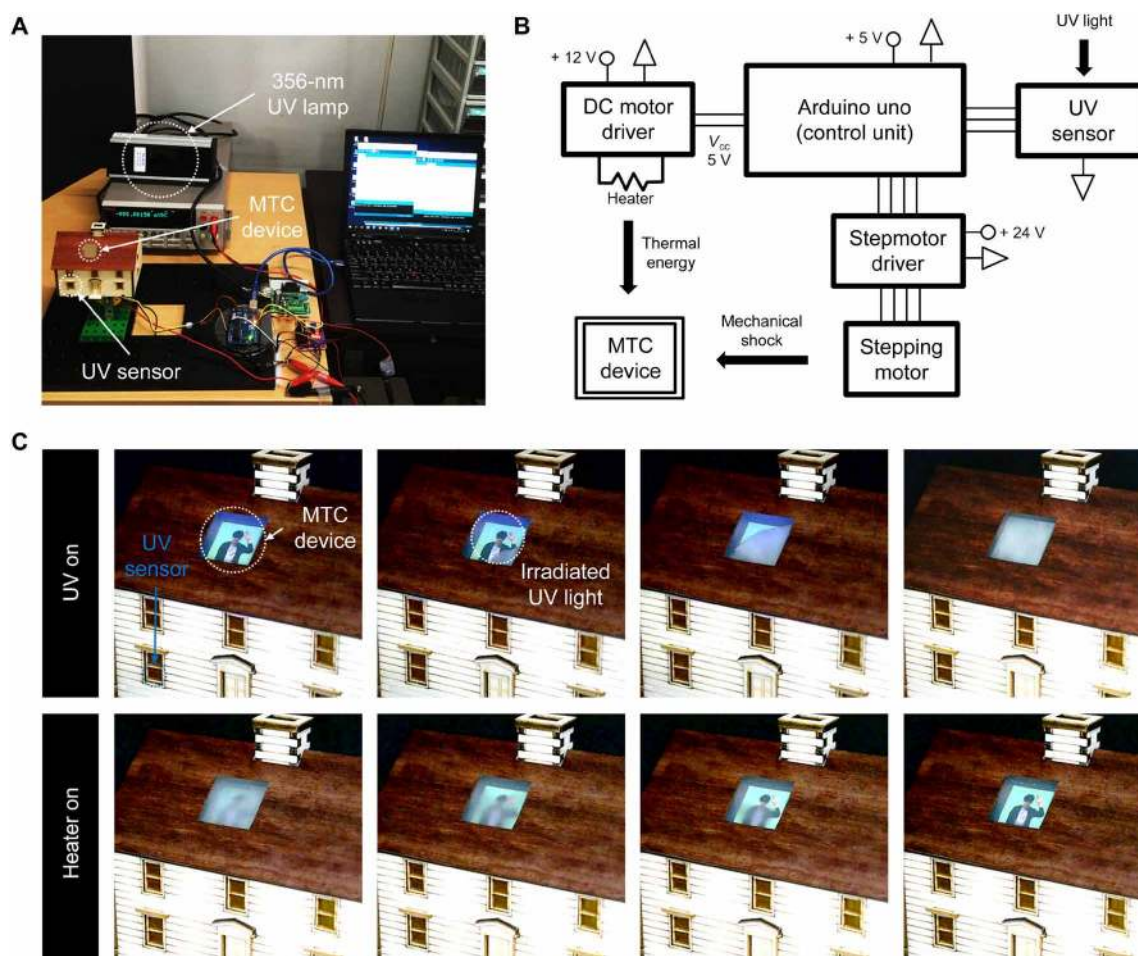 A
356-nm
UV lamp
MTC
device
UV sensor
B
+ 12 V
+ 5 V
UV light
DC motor
driver
Arduino uno
(control unit)
UV
sensor
Vcc
5 V
Heater
Thermal
energy
Stepmotor
driver
+ 24 V
MTC
device
Mechanical
shock
Stepping
motor
C
UV on
UV
sensor
MTC
device
Irradiated
UV light
Heater on